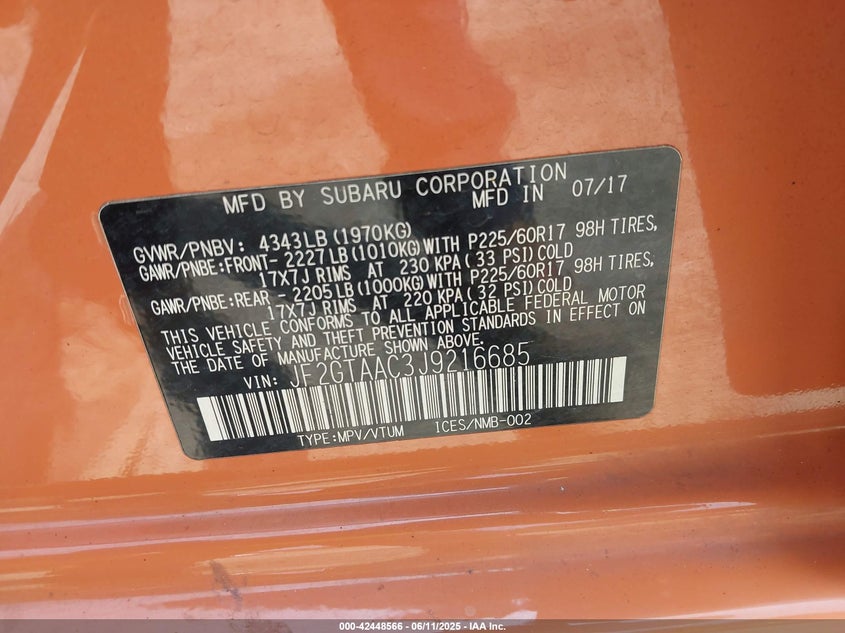 MFD BY SUBARU CORPORATION
MFD IN 07/17
GVWR/PNBV: 4343LB (1970KG)
GAWR/PNBE:FRONT- 2227LB (1010KG) WITH P225/60R17 98H TIRES,
17X7J RIMS AT 230 KPA (33 PSI) COLD
GAWR/PNBE:REAR - 2205LB (1000KG) WITH P225/60R17 98H TIRES,
17X7J RIMS AT 220 KPA (32 PSI) COLD
THIS VEHICLE CONFORMS TO ALL APPLICABLE FEDERAL MOTOR
VEHICLE SAFETY AND THEFT PREVENTION STANDARDS IN EFFECT ON
THE DATE OF MANUFACTURE SHOWN ABOVE.
VIN: JF2GTAAC3J9216685
TYPE:MPV/VTUM ICES/NMB-002
000-42448566 - 06/11/2025 - IAA Inc.